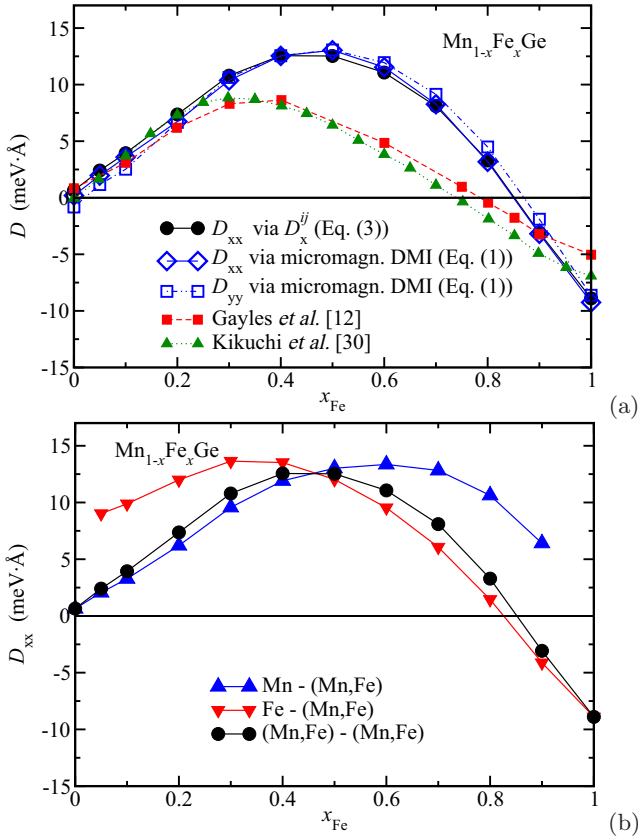 15
Mn1-xFexGe
10
5
D (meV·Å)
0
-5
-10
-15
Dxx via Dxij (Eq. (3))
Dxx via micromagn. DMI (Eq. (1))
Dyy via micromagn. DMI (Eq. (1))
Gayles et al. [12]
Kikuchi et al. [30]
0 0.2 0.4 0.6 0.8 1
xFe
(a)
15
Mn1-xFexGe
10
5
Dxx (meV·Å)
0
-5
-10
-15
Mn - (Mn,Fe)
Fe - (Mn,Fe)
(Mn,Fe) - (Mn,Fe)
0 0.2 0.4 0.6 0.8 1
xFe
(b)